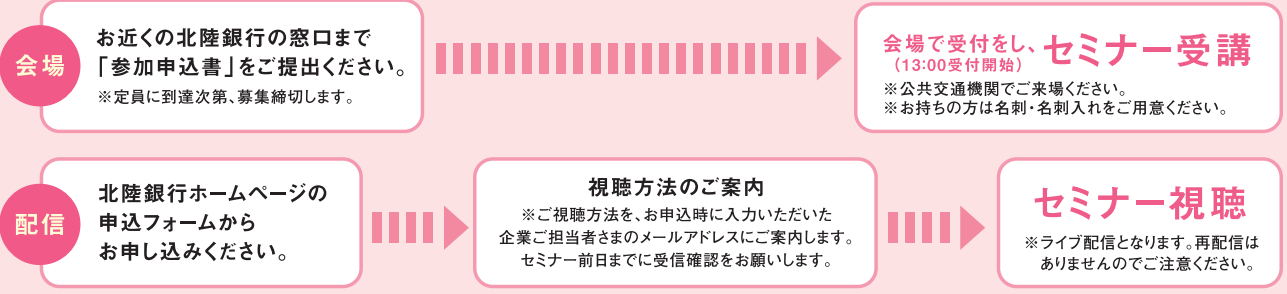 会場
お近くの北陸銀行の窓口まで
「参加申込書」をご提出ください。
※定員に到達次第、募集締切します。
会場で受付をし、
（13:00受付開始）
セミナー受講
※公共交通機関でご来場ください。
※お持ちの方は名刺・名刺入れをご用意ください。
配信
北陸銀行ホームページの
申込フォームから
お申し込みください。
視聴方法のご案内
※ご視聴方法を、お申込時に入力いただいた
企業ご担当者さまのメールアドレスにご案内します。
セミナー前日までに受信確認をお願いします。
セミナー視聴
※ライブ配信となります。再配信は
ありませんのでご注意ください。